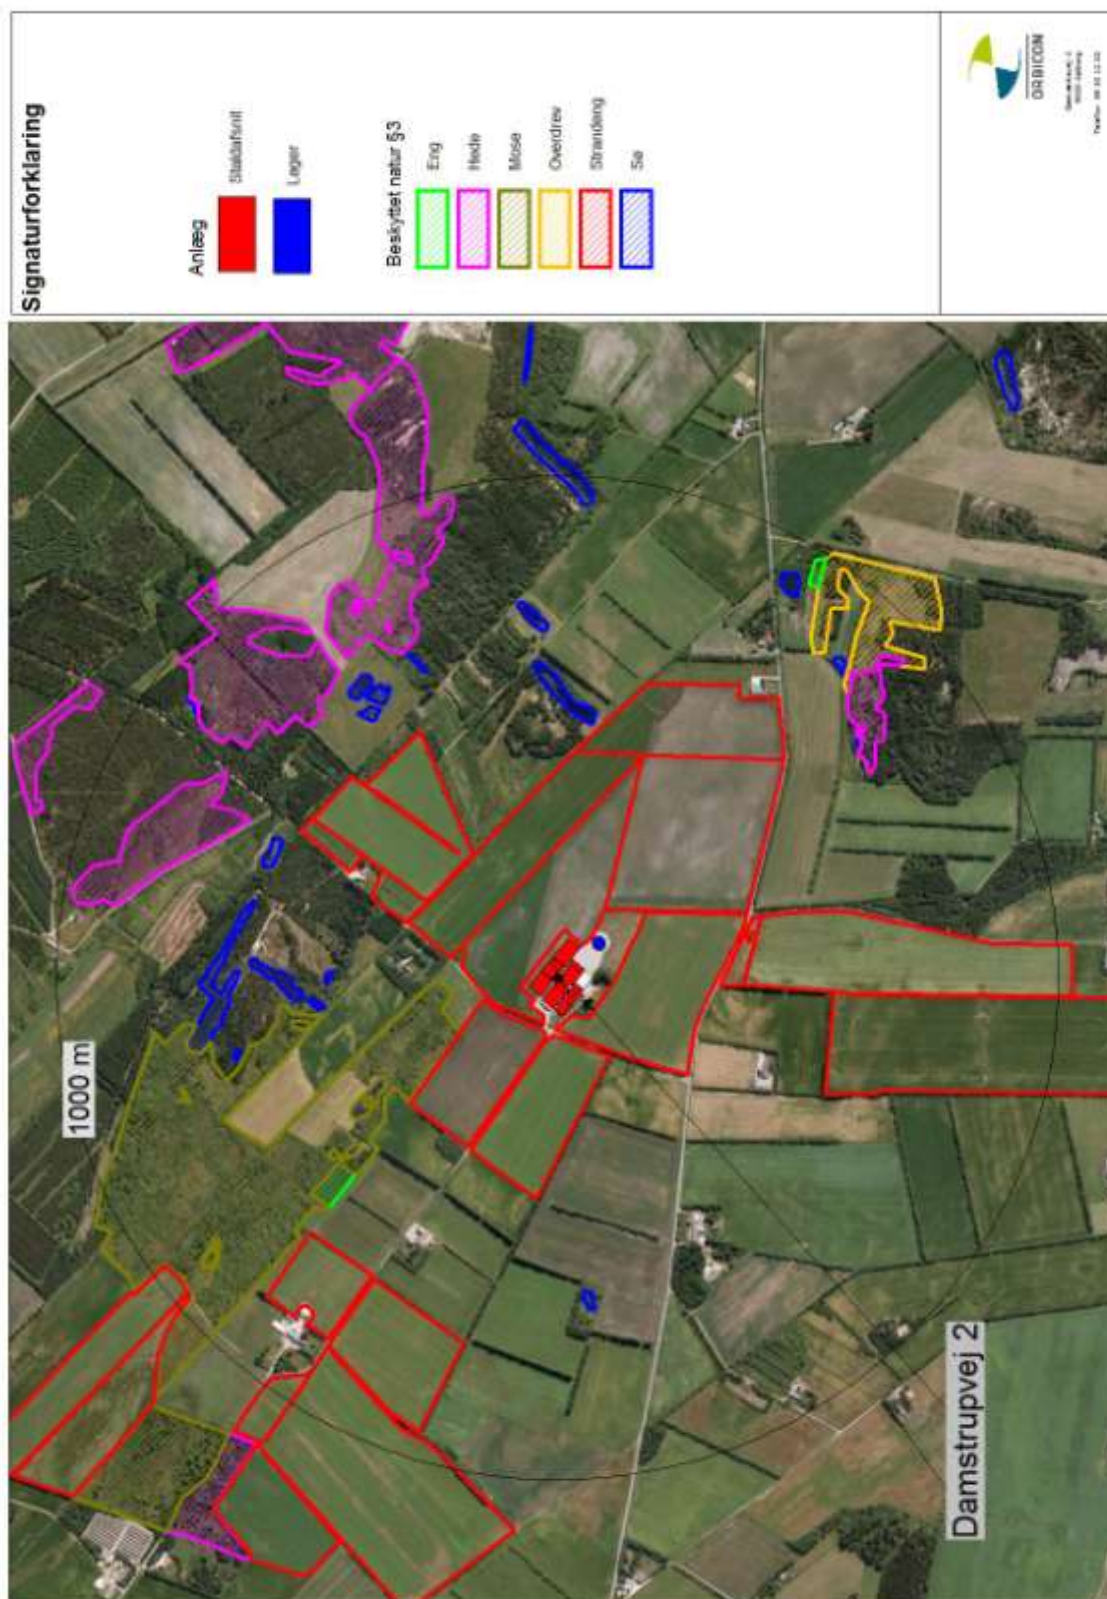 Signaturforklaring
Anlæg
Staldafsnit
Lager
Beskyttet natur §3
Eng
Hede
Mose
Overdrev
Strandeng
Sø
ORBICON
1000 m
Damstrupvej 2